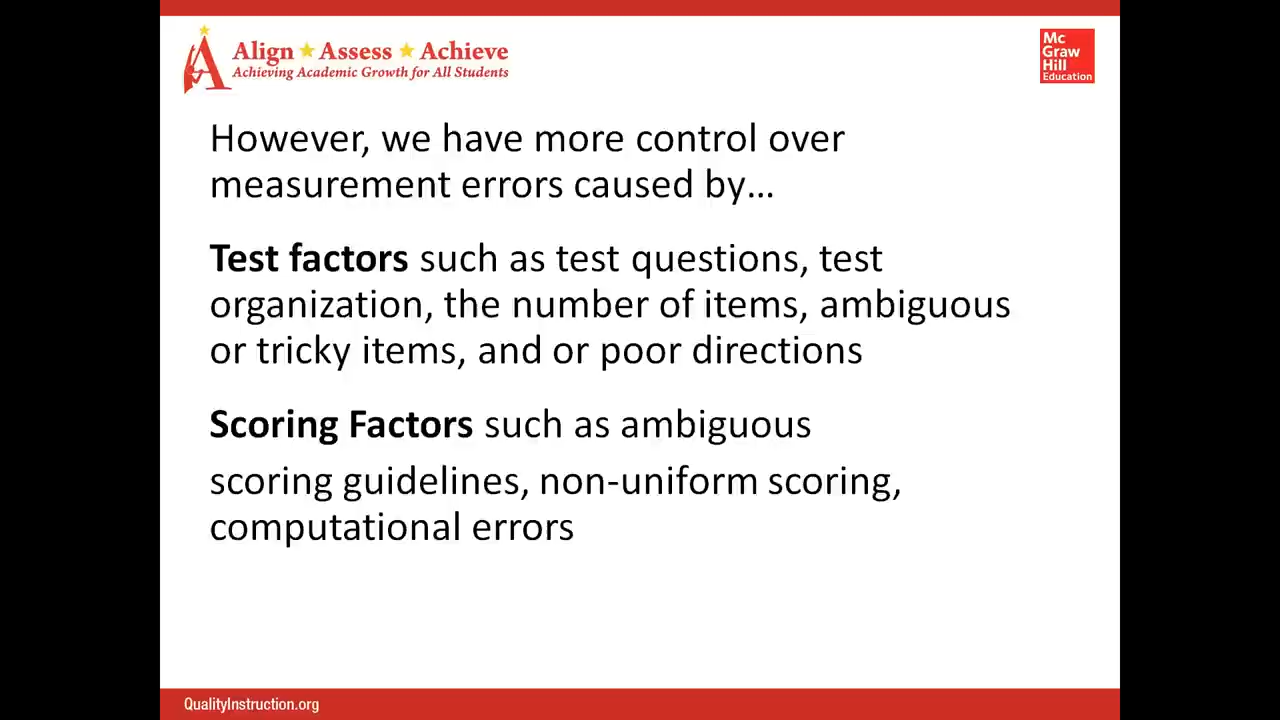 Align ★ Assess ★ Achieve
Achieving Academic Growth for All Students
Mc
Graw
Hill
Education
However, we have more control over
measurement errors caused by...
Test factors such as test questions, test
organization, the number of items, ambiguous
or tricky items, and or poor directions
Scoring Factors such as ambiguous
scoring guidelines, non-uniform scoring,
computational errors
QualityInstruction.org